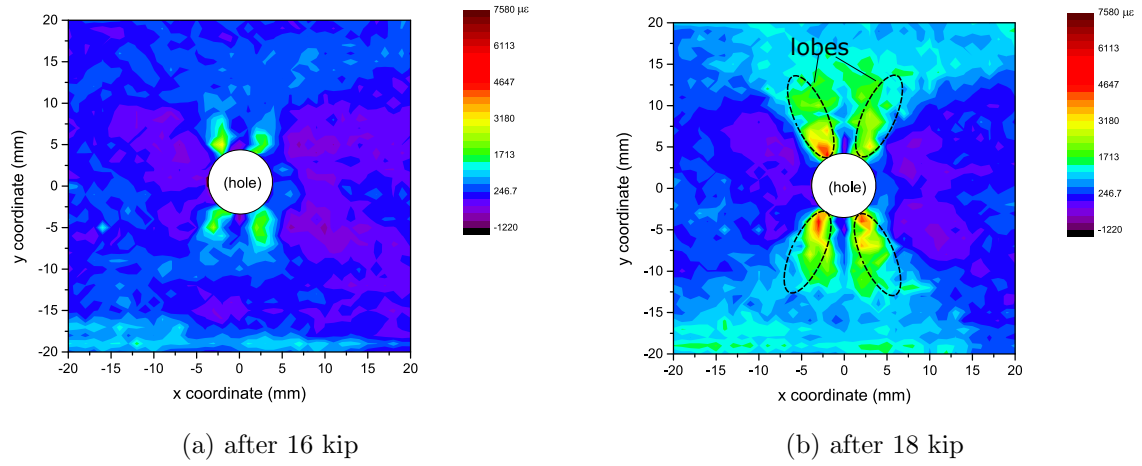 20
15
10
5
0
-5
-10
-15
-20
y coordinate (mm)
-20 -15 -10 -5 0 5 10 15 20
x coordinate (mm)
(hole)
7580 με
6113
4647
3180
1713
246.7
-1220
(a) after 16 kip
20
15
10
5
0
-5
-10
-15
-20
y coordinate (mm)
-20 -15 -10 -5 0 5 10 15 20
x coordinate (mm)
lobes
(hole)
7580 με
6113
4647
3180
1713
246.7
-1220
(b) after 18 kip